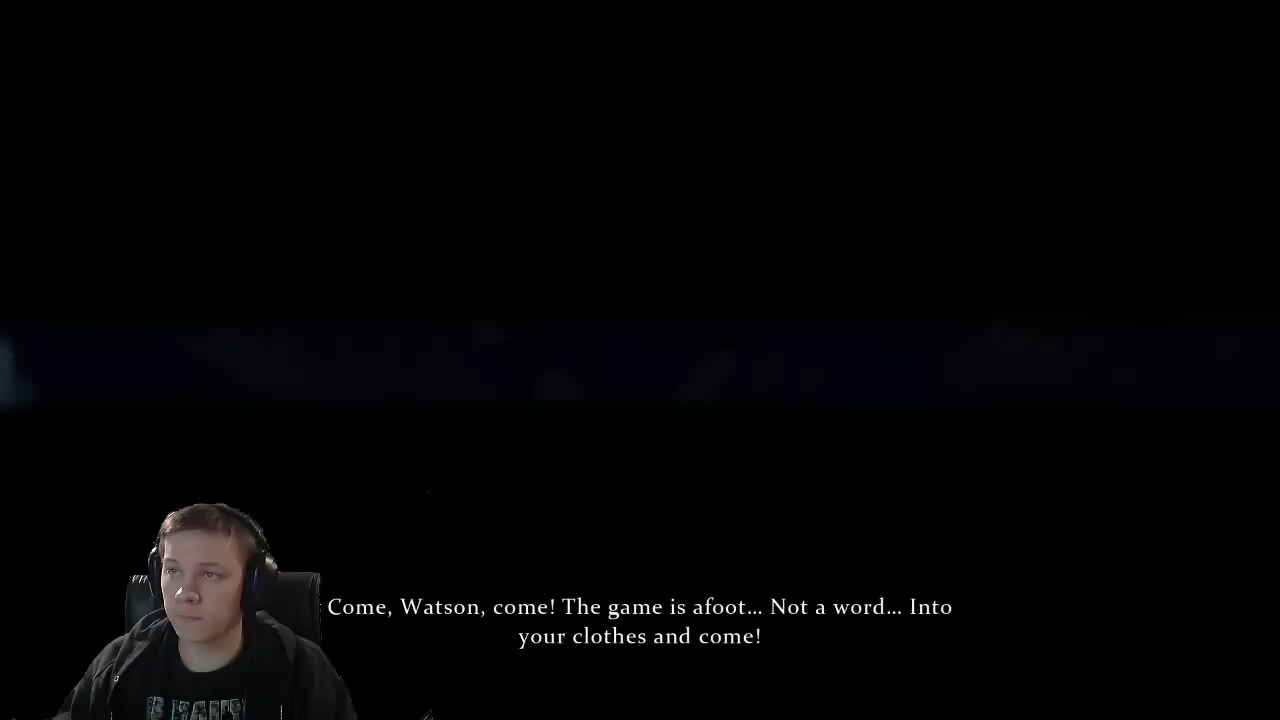 Come, Watson, come! The game is afoot... Not a word... Into
your clothes and come!